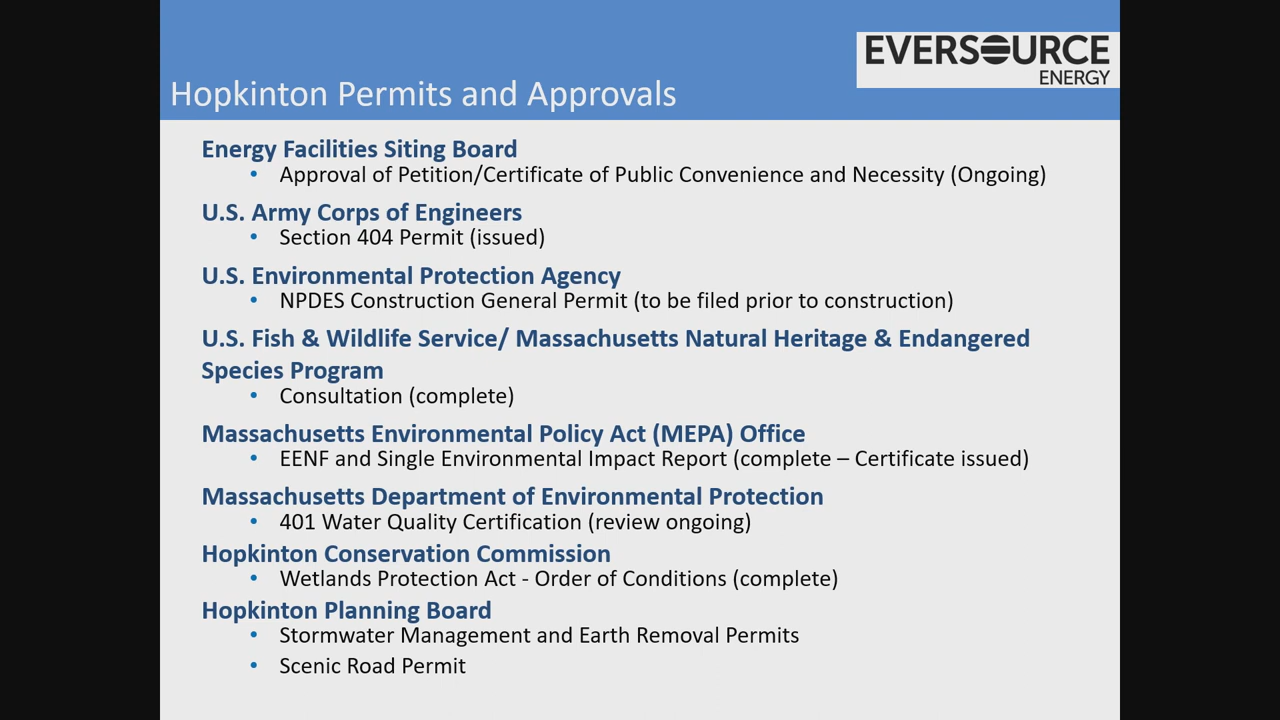 EVERSOURCE
ENERGY
Hopkinton Permits and Approvals
Energy Facilities Siting Board
• Approval of Petition/Certificate of Public Convenience and Necessity (Ongoing)
U.S. Army Corps of Engineers
• Section 404 Permit (issued)
U.S. Environmental Protection Agency
• NPDES Construction General Permit (to be filed prior to construction)
U.S. Fish & Wildlife Service/ Massachusetts Natural Heritage & Endangered
Species Program
• Consultation (complete)
Massachusetts Environmental Policy Act (MEPA) Office
• EENF and Single Environmental Impact Report (complete – Certificate issued)
Massachusetts Department of Environmental Protection
• 401 Water Quality Certification (review ongoing)
Hopkinton Conservation Commission
• Wetlands Protection Act - Order of Conditions (complete)
Hopkinton Planning Board
• Stormwater Management and Earth Removal Permits
• Scenic Road Permit